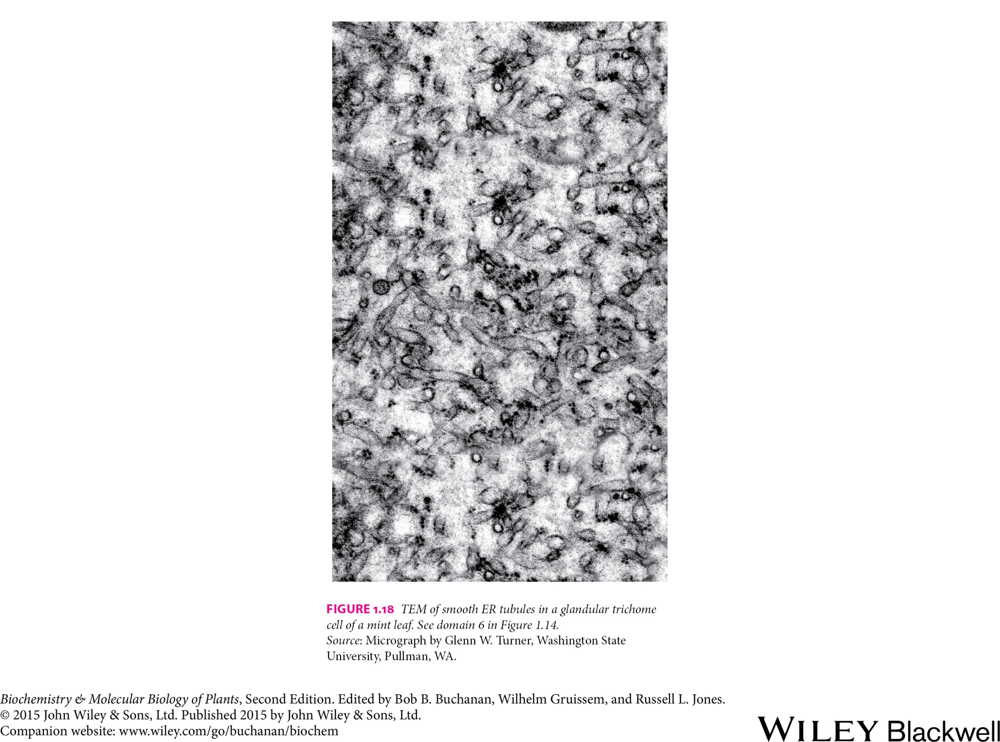 FIGURE 1.18 TEM of smooth ER tubules in a glandular trichome
cell of a mint leaf. See domain 6 in Figure 1.14.
Source: Micrograph by Glenn W. Turner, Washington State
University, Pullman, WA.
Biochemistry & Molecular Biology of Plants, Second Edition. Edited by Bob B. Buchanan, Wilhelm Gruissem, and Russell L. Jones.
© 2015 John Wiley & Sons, Ltd. Published 2015 by John Wiley & Sons, Ltd.
Companion website: www.wiley.com/go/buchanan/biochem
WILEY Blackwell